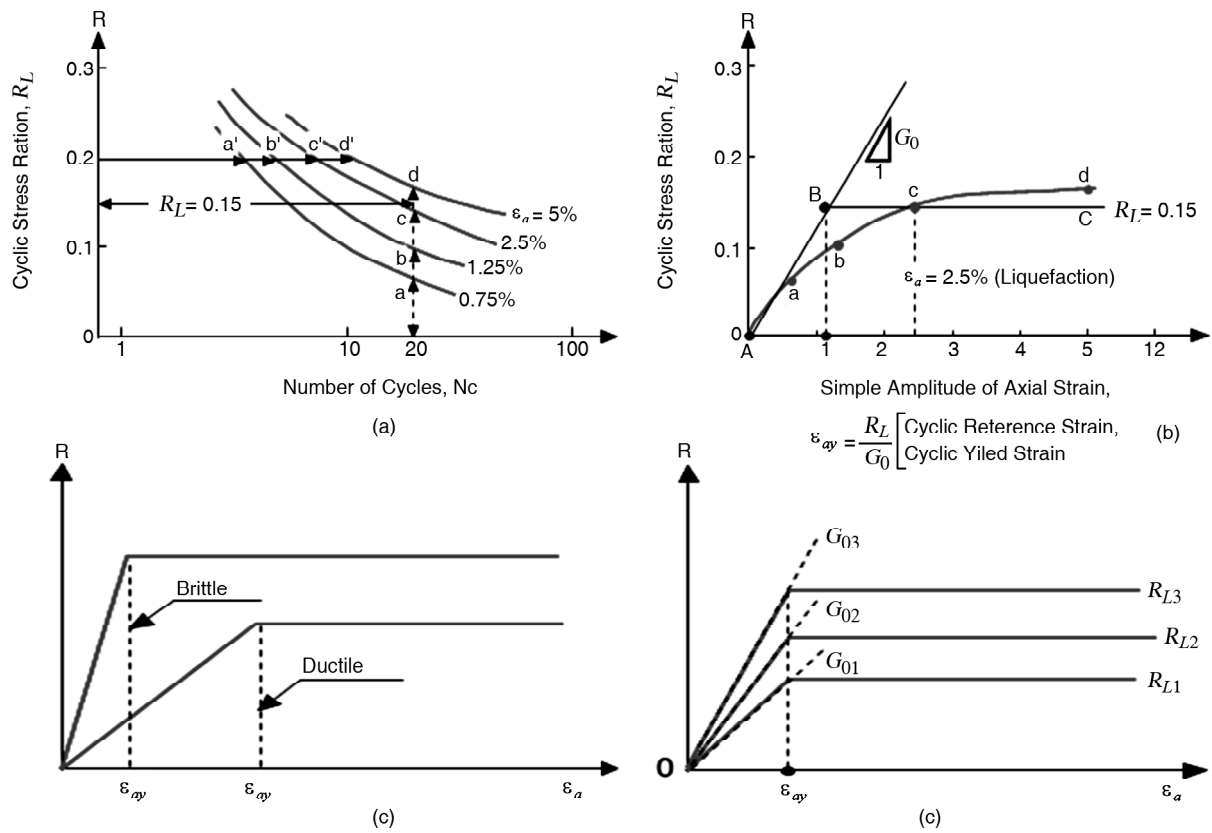 R
Cyclic Stress Ration, R_L
0.3
0.2
0.1
0
a' b' c' d'
R_L = 0.15
d
c
b
a
ε_a = 5%
2.5%
1.25%
0.75%
1 10 20 100
Number of Cycles, Nc
(a)
R
Cyclic Stress Ration, R_L
0.3
0.2
0.1
0
G_0
1
B
c
d
C
R_L = 0.15
b
a
ε_a = 2.5% (Liquefaction)
A
1 2 3 4 5 12
Simple Amplitude of Axial Strain,
ε_ay = R_L / G_0 [ Cyclic Reference Strain,
Cyclic Yiled Strain
(b)
R
Brittle
Ductile
ε_ay ε_ay ε_a
(c)
R
G_03
R_L3
G_02
R_L2
G_01
R_L1
0
ε_ay ε_a
(c)